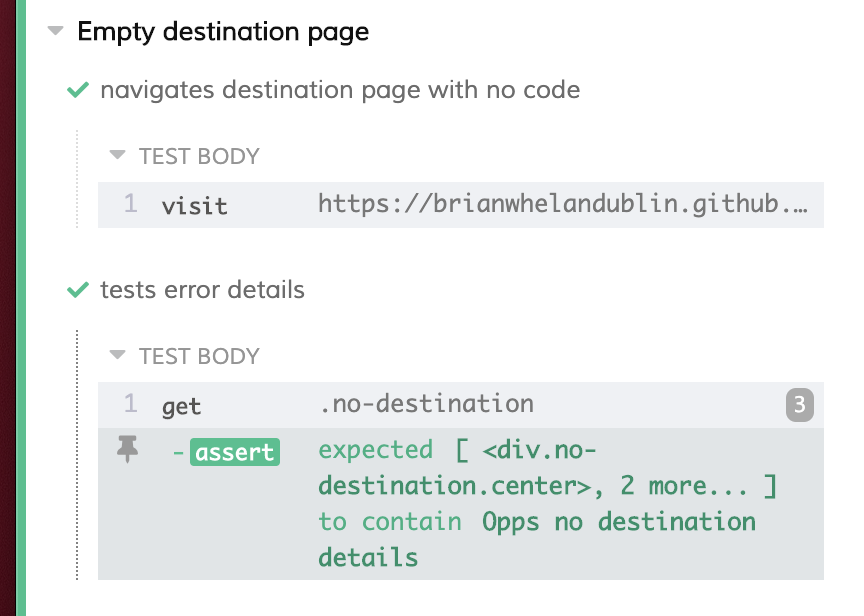 Empty destination page
navigates destination page with no code
TEST BODY
1 visit https://brianwhelandublin.github.…
tests error details
TEST BODY
1 get .no-destination 3
-assert expected [ <div.no-
destination.center>, 2 more... ]
to contain Opps no destination
details